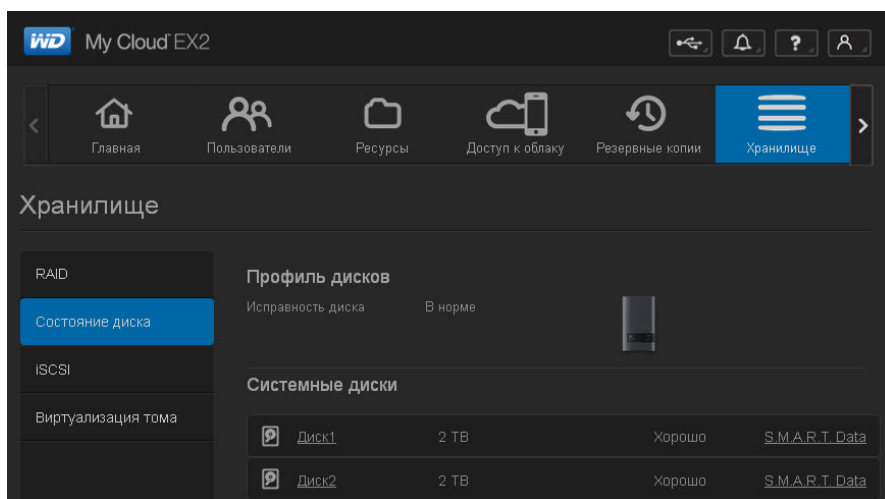 WD My Cloud EX2
?
Главная Пользователи Ресурсы Доступ к облаку Резервные копии Хранилище
Хранилище
RAID
Состояние диска
iSCSI
Виртуализация тома
Профиль дисков
Исправность диска В норме
Системные диски
Диск1 2 TB Хорошо S.M.A.R.T. Data
Диск2 2 TB Хорошо S.M.A.R.T. Data